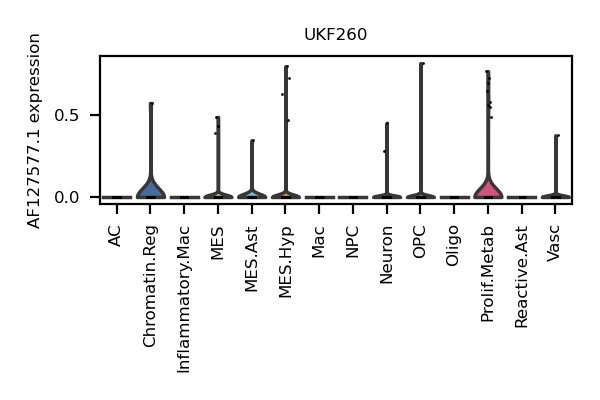 UKF260
AF127577.1 expression
0.5
0.0
AC
Chromatin.Reg
Inflammatory.Mac
MES
MES.Ast
MES.Hyp
Mac
NPC
Neuron
OPC
Oligo
Prolif.Metab
Reactive.Ast
Vasc